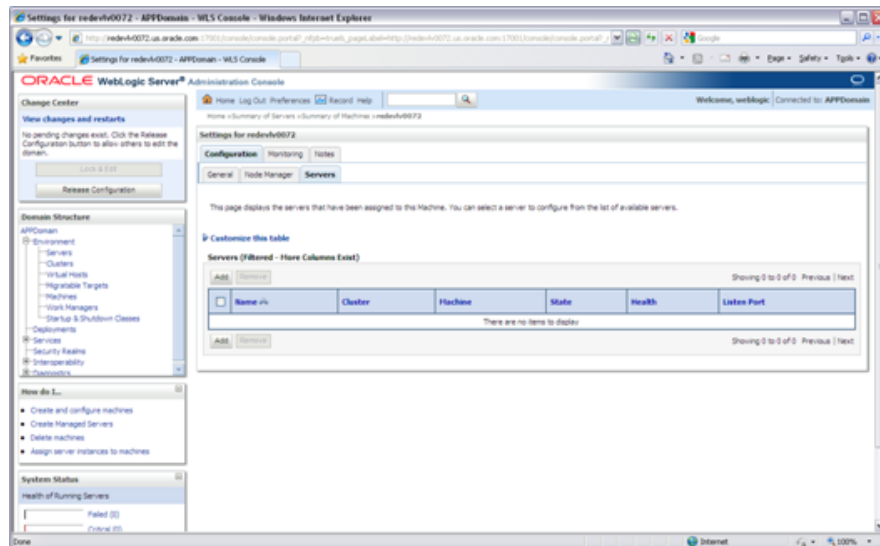 Settings for redevlv0072 - APPDomain - WLS Console - Windows Internet Explorer
Google
Favorites Settings for redevlv0072 - APPDomain - WLS Console
Page Safety Tools
ORACLE WebLogic Server® Administration Console
Change Center
View changes and restarts
No pending changes exist. Click the Release
Configuration button to allow others to edit the
domain.
Lock & Edit
Release Configuration
Domain Structure
APPDomain
Environment
Servers
Clusters
Virtual Hosts
Migratable Targets
Machines
Work Managers
Startup & Shutdown Classes
Deployments
Services
Security Realms
Interoperability
Diagnostics
How do I...
Create and configure machines
Create Managed Servers
Delete machines
Assign server instances to machines
System Status
Health of Running Servers
Failed (0)
Critical (0)
Home Log Out Preferences Record Help
Welcome, weblogic Connected to: APPDomain
Home >Summary of Servers >Summary of Machines >redevlv0072
Settings for redevlv0072
Configuration Monitoring Notes
General Node Manager Servers
This page displays the servers that have been assigned to this Machine. You can select a server to configure from the list of available servers.
Customize this table
Servers (Filtered - More Columns Exist)
Add Remove Showing 0 to 0 of 0 Previous | Next
Name Cluster Machine State Health Listen Port
There are no items to display
Add Remove Showing 0 to 0 of 0 Previous | Next
Done Internet 100%